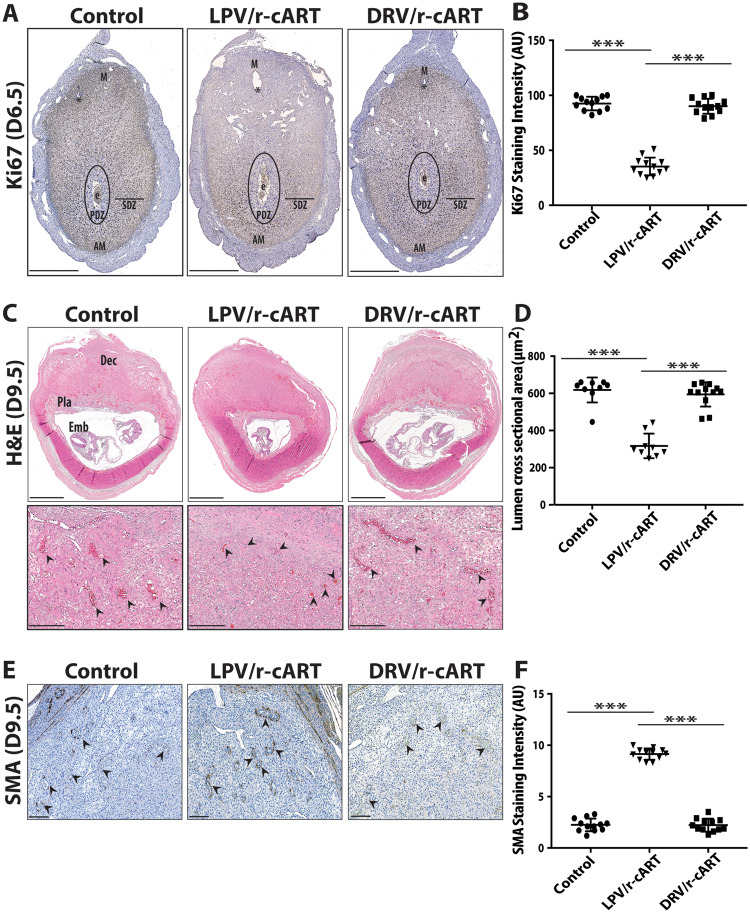 A
Control
LPV/r-cART
DRV/r-cART
Ki67 (D6.5)
M
*
e
PDZ
SDZ
AM
M
*
e
PDZ
SDZ
AM
M
*
e
PDZ
SDZ
AM
B
Ki67 Staining Intensity (AU)
150
100
50
0
***
***
Control
LPV/r-cART
DRV/r-cART
C
Control
LPV/r-cART
DRV/r-cART
H&E (D9.5)
Dec
Pla
Emb
D
Lumen cross sectional area (µm²)
800
600
400
200
0
***
***
Control
LPV/r-cART
DRV/r-cART
E
Control
LPV/r-cART
DRV/r-cART
SMA (D9.5)
F
SMA Staining Intensity (AU)
15
10
5
0
***
***
Control
LPV/r-cART
DRV/r-cART